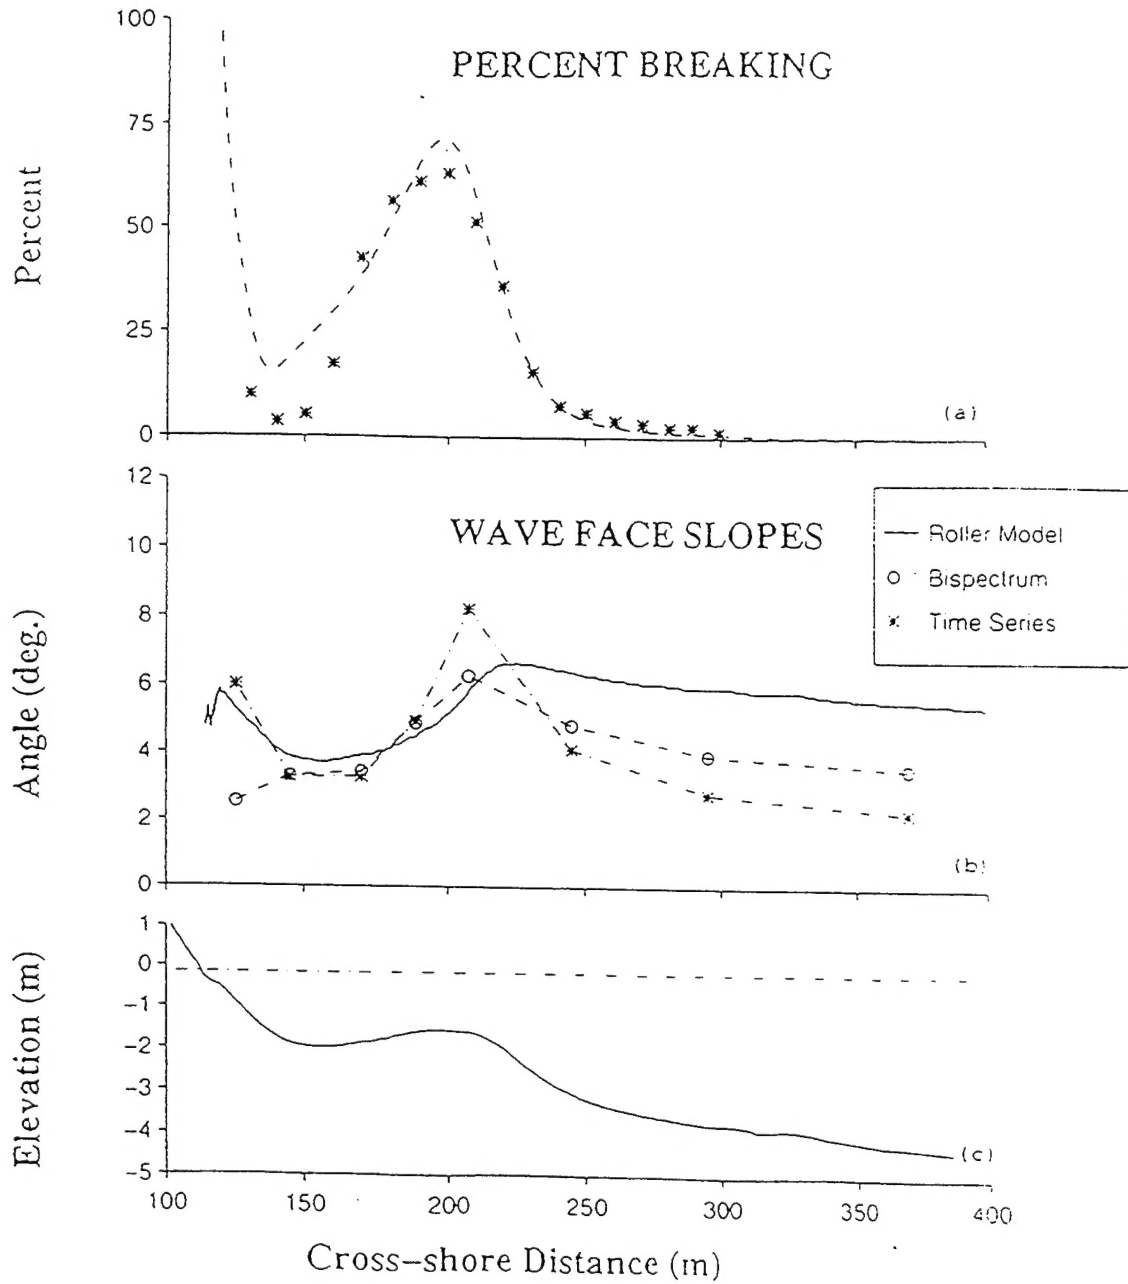 PERCENT BREAKING
Percent
100
75
50
25
0
(a)
WAVE FACE SLOPES
Angle (deg.)
12
10
8
6
4
2
0
Roller Model
Bispectrum
Time Series
(b)
Elevation (m)
1
0
-1
-2
-3
-4
-5
(c)
100
150
200
250
300
350
400
Cross-shore Distance (m)